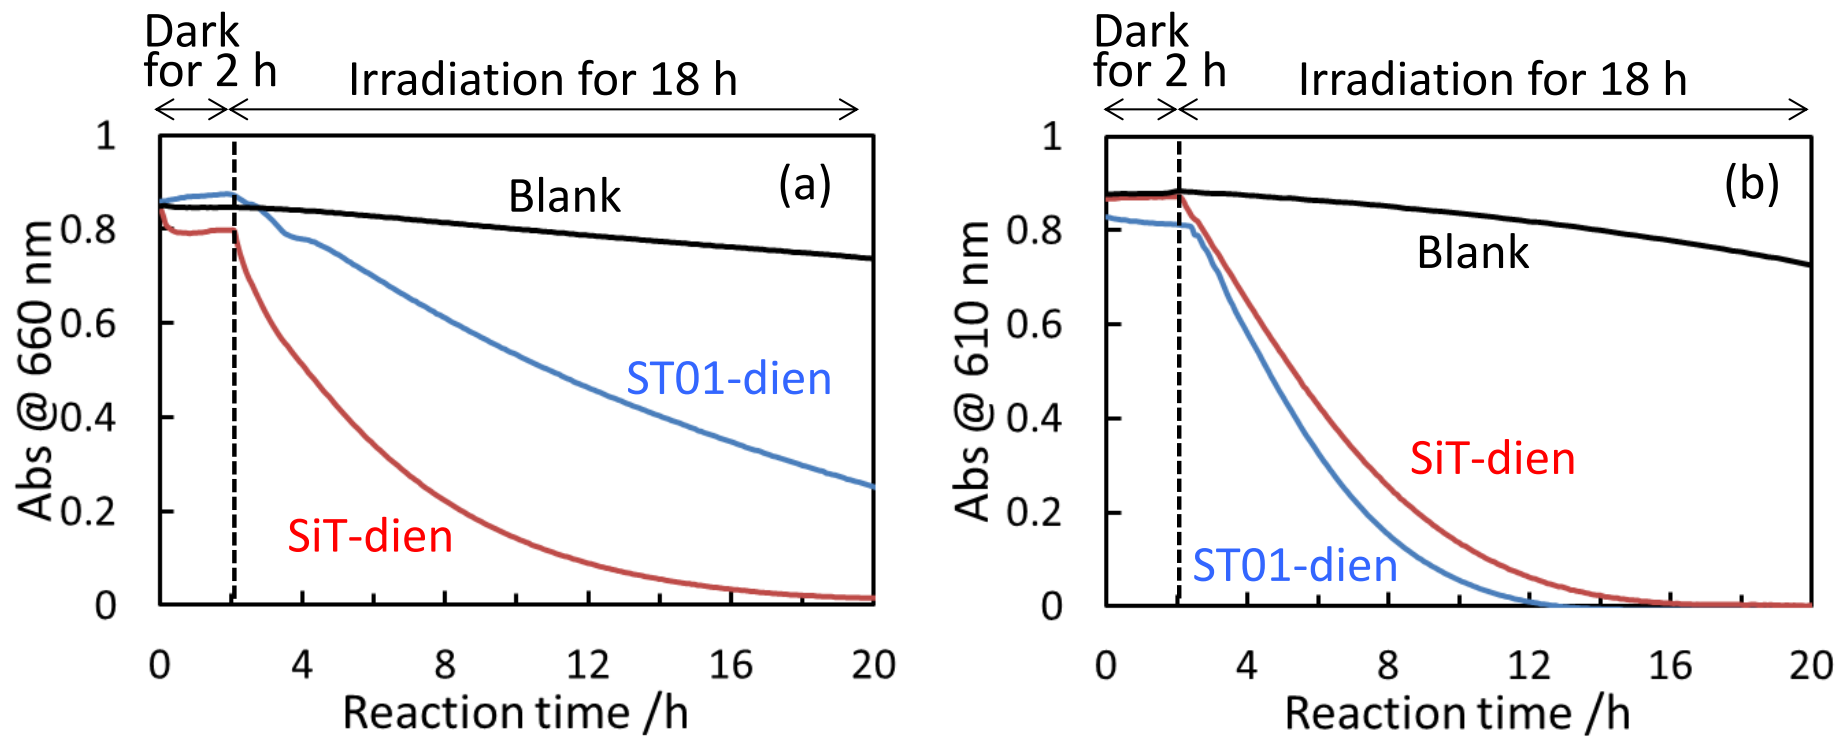 Dark
for 2 h
Irradiation for 18 h
1
0.8
0.6
0.4
0.2
0
Abs @ 660 nm
(a)
Blank
ST01-dien
SiT-dien
0 4 8 12 16 20
Reaction time /h
Dark
for 2 h
Irradiation for 18 h
1
0.8
0.6
0.4
0.2
0
Abs @ 610 nm
(b)
Blank
SiT-dien
ST01-dien
0 4 8 12 16 20
Reaction time /h